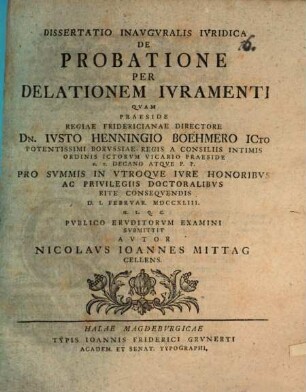 DISSERTATIO INAVGVRALIS IVRIDICA
6.
DE
PROBATIONE
PER
DELATIONEM IVRAMENTI
QVAM
PRAESIDE
REGIAE FRIDERICIANAE DIRECTORE
DN. IVSTO HENNINGIO BOEHMERO ICTO
POTENTISSIMI BORVSSIAE REGIS A CONSILIIS INTIMIS
ORDINIS ICTORVM VICARIO PRAESIDE
DECANO ATQVE P. P.
PRO SVMMIS IN VTROQVE IVRE HONORIBVS
AC PRIVILEGIIS DOCTORALIBVS
RITE CONSEQVENDIS
D. I. FEBRVAR. MDCCXLIII.
H. L. Q. C.
PVBLICO ERVDITORVM EXAMINI
SVBMITTIT
AVTOR
NICOLAVS IOANNES MITTAG
CELLENS.
HALAE MAGDEBVRGICAE
TYPIS IOANNIS FRIDERICI GRVNERTI
ACADEM. ET SENAT. TYPOGRAPHI,